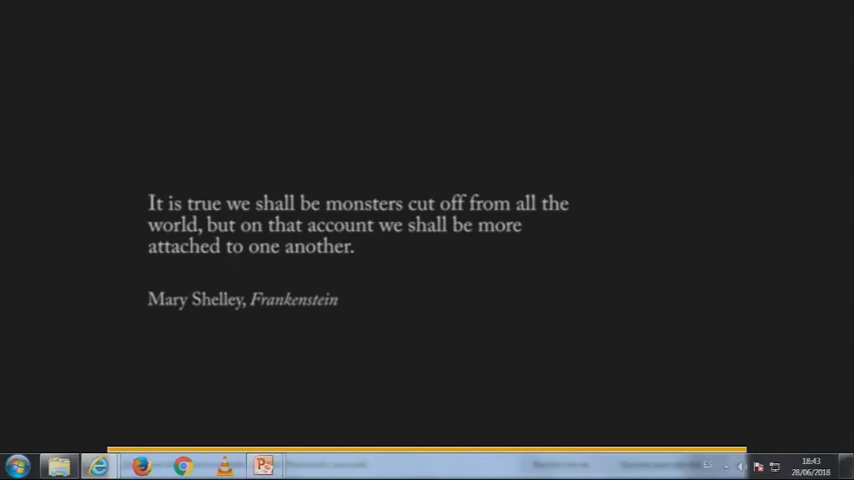 It is true we shall be monsters cut off from all the
world, but on that account we shall be more
attached to one another.
Mary Shelley, Frankenstein
ES
18:43
28/06/2018